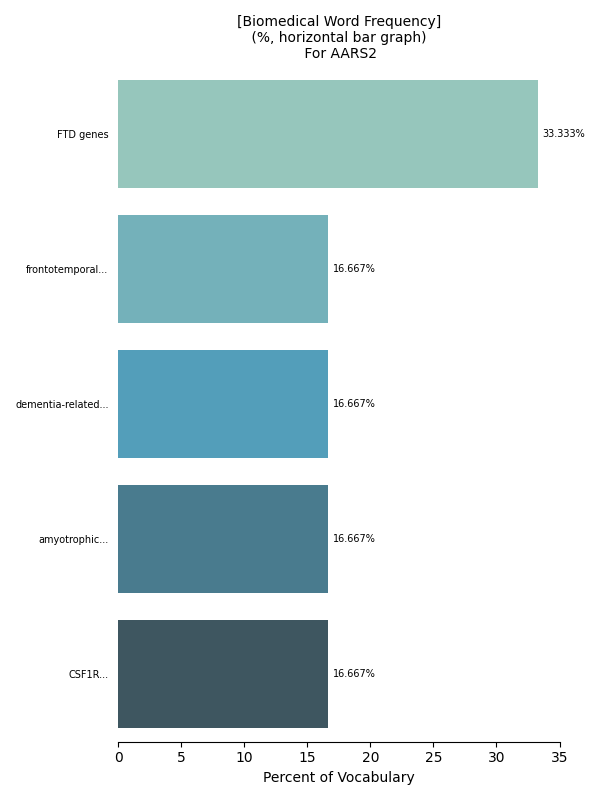 [Biomedical Word Frequency]
(%, horizontal bar graph)
For AARS2
FTD genes
33.333%
frontotemporal...
16.667%
dementia-related...
16.667%
amyotrophic...
16.667%
CSF1R...
16.667%
0 5 10 15 20 25 30 35
Percent of Vocabulary